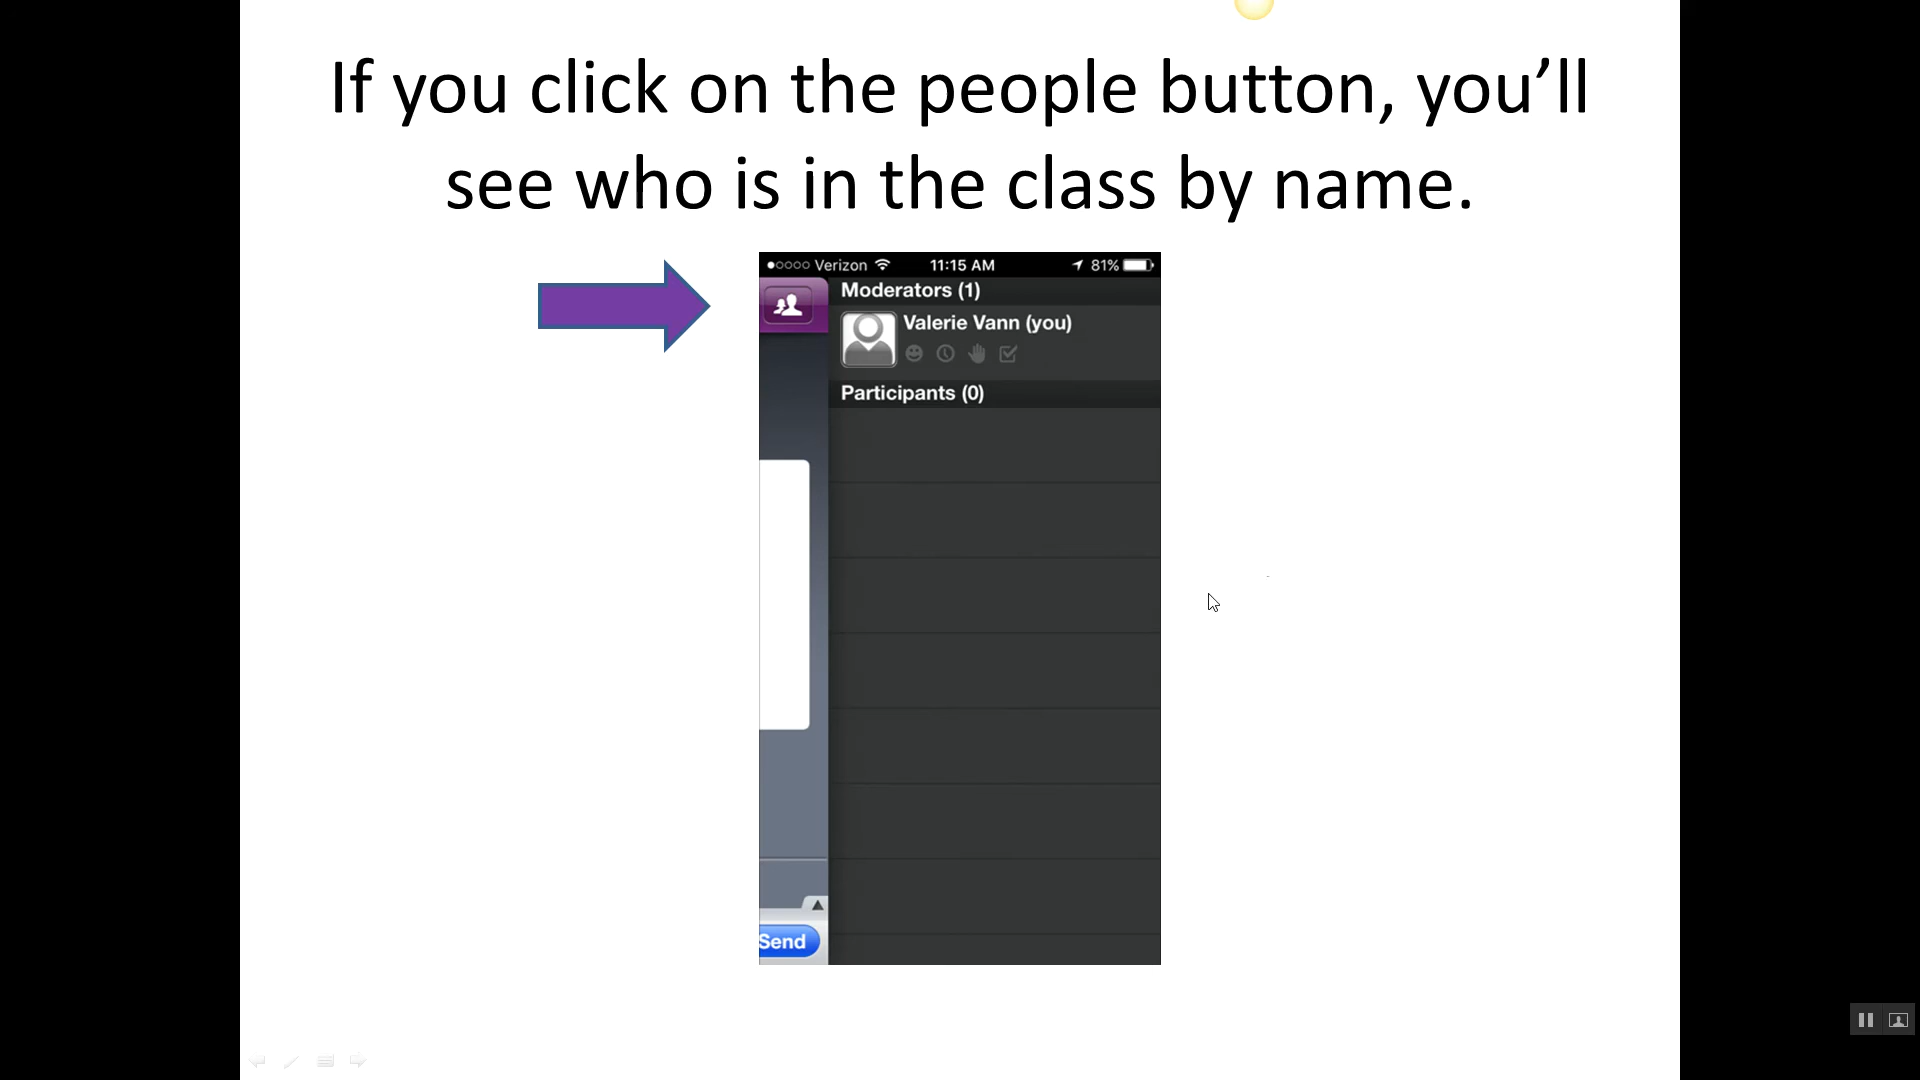 If you click on the people button, you’ll
see who is in the class by name.
Verizon 11:15 AM 81%
Moderators (1)
Valerie Vann (you)
Participants (0)
Send